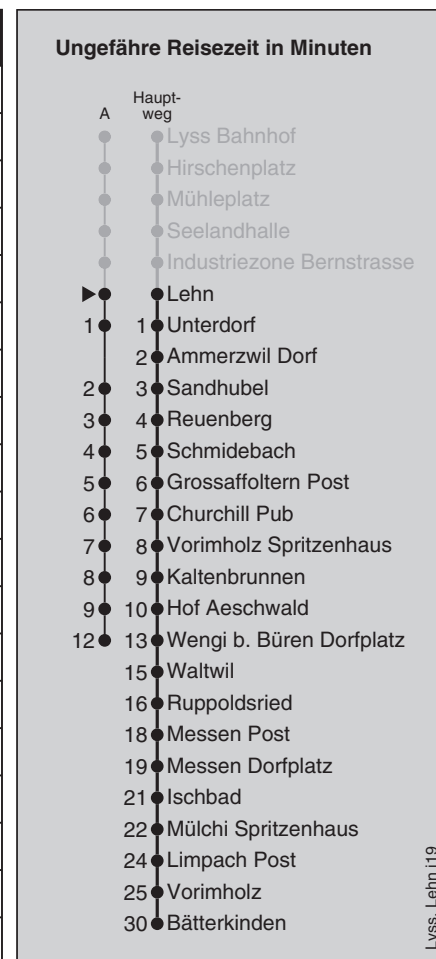 Ungefähre Reisezeit in Minuten
A Haupt-
weg
Lyss Bahnhof
Hirschenplatz
Mühleplatz
Seelandhalle
Industriezone Bernstrasse
Lehn
1 1 Unterdorf
2 Ammerzwil Dorf
2 3 Sandhubel
3 4 Reuenberg
4 5 Schmidebach
5 6 Grossaffoltern Post
6 7 Churchill Pub
7 8 Vorimholz Spritzenhaus
8 9 Kaltenbrunnen
9 10 Hof Aeschwald
12 13 Wengi b. Büren Dorfplatz
15 Waltwil
16 Ruppoldsried
18 Messen Post
19 Messen Dorfplatz
21 Ischbad
22 Mülchi Spritzenhaus
24 Limpach Post
25 Vorimholz
30 Bätterkinden
Lyss, Lehn j19